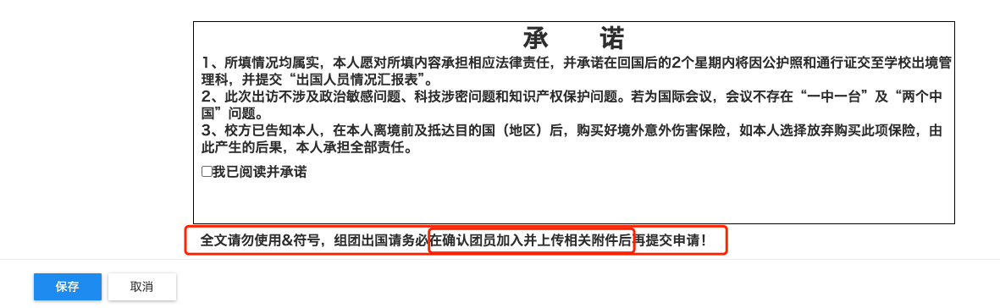 承 诺
1、所填情况均属实，本人愿对所填内容承担相应法律责任，并承诺在回国后的2个星期内将因公护照和通行证交至学校出境管
理科，并提交“出国人员情况汇报表”。
2、此次出访不涉及政治敏感问题、科技涉密问题和知识产权保护问题。若为国际会议，会议不存在“一中一台”及“两个中
国”问题。
3、校方已告知本人，在本人离境前及抵达目的国（地区）后，购买好境外意外伤害保险，如本人选择放弃购买此项保险，由
此产生的后果，本人承担全部责任。
我已阅读并承诺
全文请勿使用&符号，组团出国请务必在确认团员加入并上传相关附件后再提交申请！
保存 取消